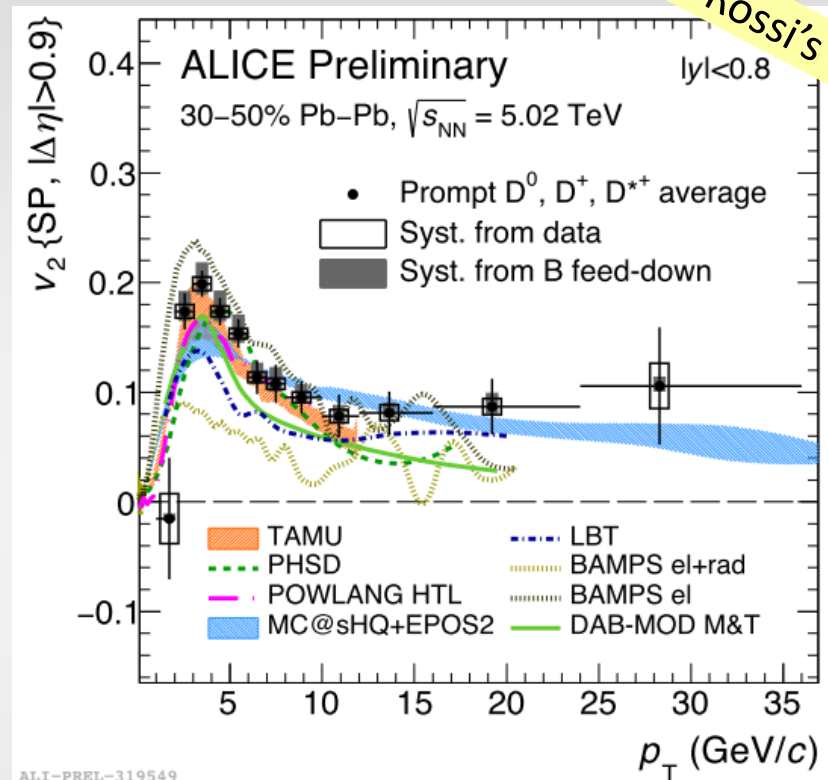 Rossi's
ALICE Preliminary
|y|<0.8
30−50% Pb−Pb, √sNN = 5.02 TeV
Prompt D0, D+, D*+ average
Syst. from data
Syst. from B feed-down
v2 {SP, |Δη|>0.9}
0.4
0.3
0.2
0.1
0
−0.1
TAMU
PHSD
POWLANG HTL
MC@sHQ+EPOS2
LBT
BAMPS el+rad
BAMPS el
DAB-MOD M&T
5 10 15 20 25 30 35
pT (GeV/c)
ALI-PREL-319549